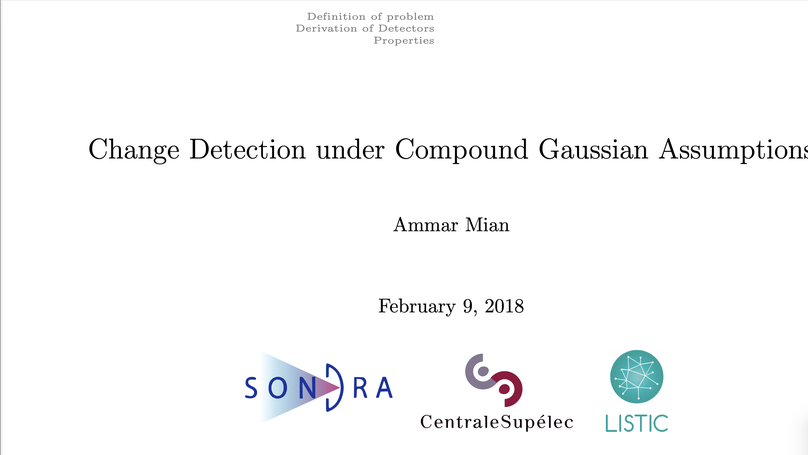 Definition of problem
Derivation of Detectors
Properties
Change Detection under Compound Gaussian Assumptions
Ammar Mian
February 9, 2018
SONDRA
CentraleSupélec
LISTIC